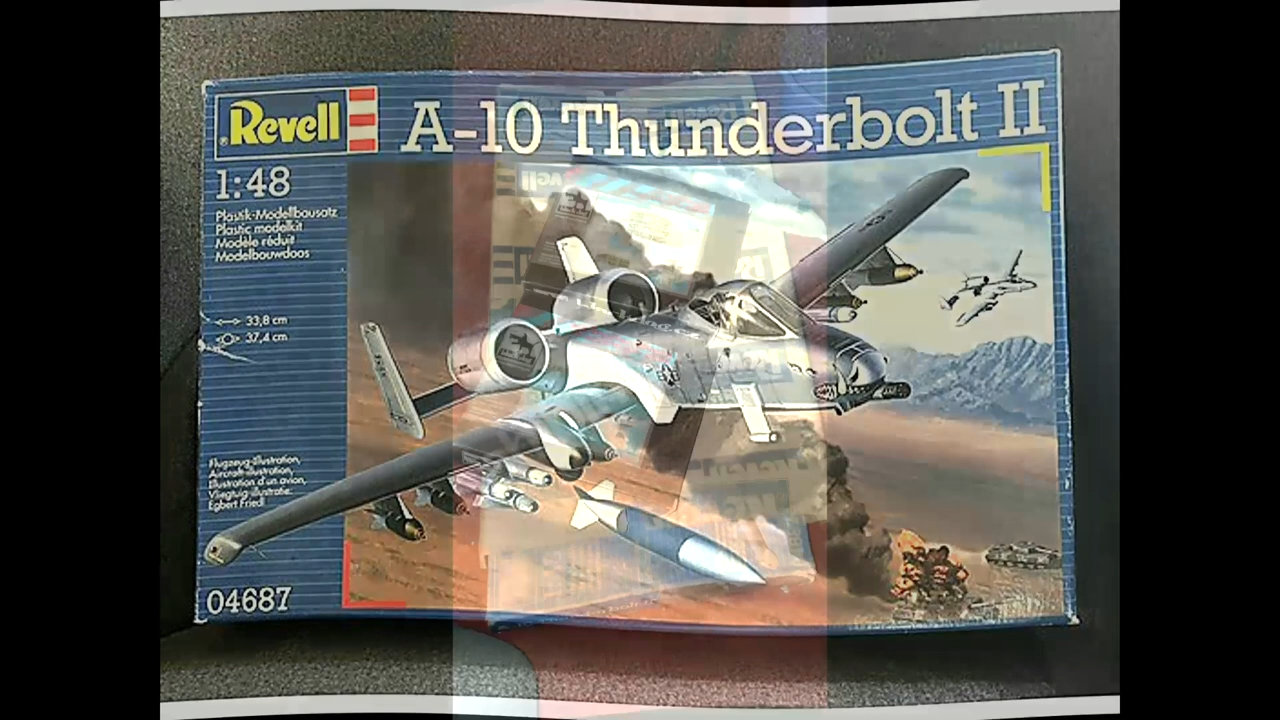 Revell
A-10 Thunderbolt II
1:48
Plastik-Modellbausatz
Plastic modelkit
Modèle réduit
Modelbouwdoos
33,8 cm
37,4 cm
Flugzeug-Illustration,
Aircraft-illustration,
Illustration d'un avion,
Vliegtuig-illustratie:
Egbert Friedl
04687